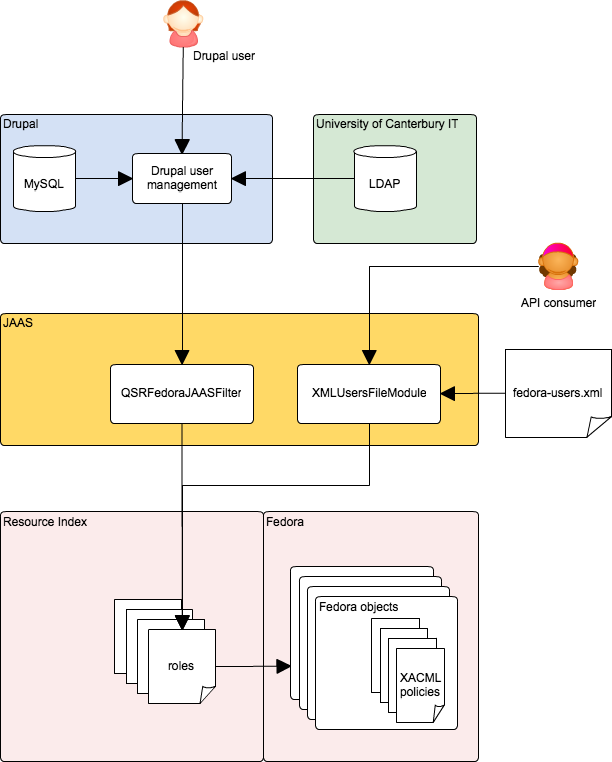 Drupal user
Drupal
University of Canterbury IT
MySQL
Drupal user
management
LDAP
API consumer
JAAS
QSRFedoraJAASFilter
XMLUsersFileModule
fedora-users.xml
Resource Index
Fedora
Fedora objects
roles
XACML
policies